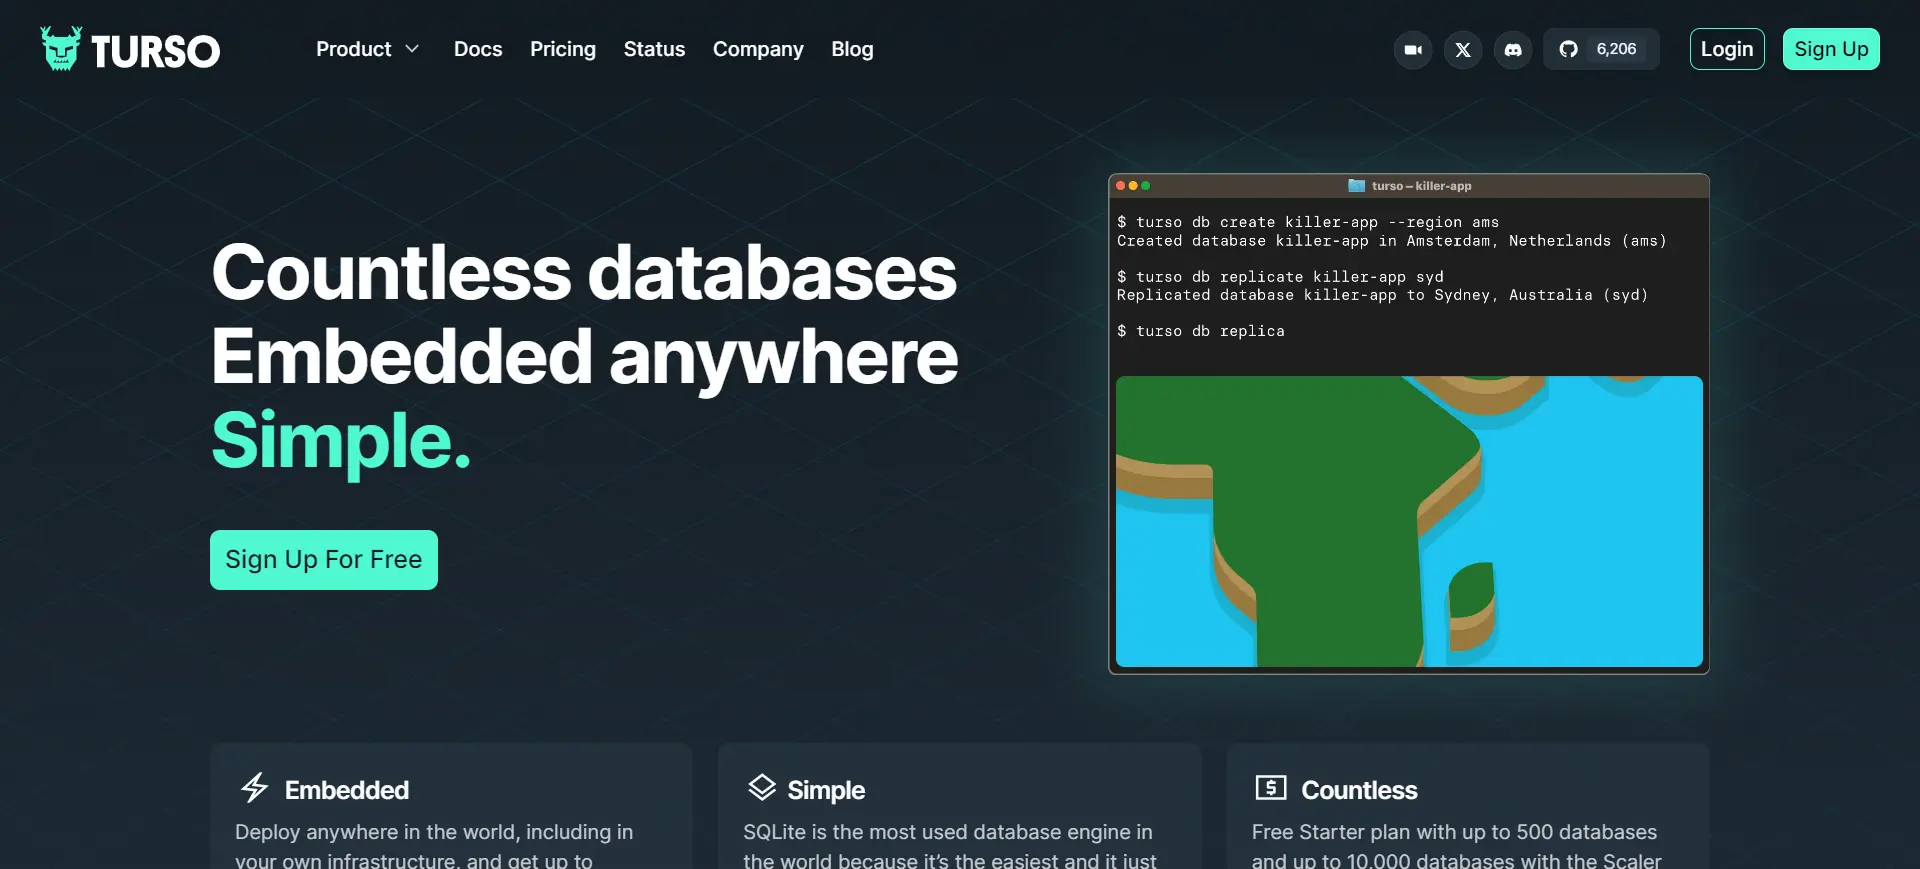 TURSO
Product
Docs
Pricing
Status
Company
Blog
6,206
Login
Sign Up
Countless databases
Embedded anywhere
Simple.
Sign Up For Free
turso – killer-app
$ turso db create killer-app --region ams
Created database killer-app in Amsterdam, Netherlands (ams)
$ turso db replicate killer-app syd
Replicated database killer-app to Sydney, Australia (syd)
$ turso db replica
Embedded
Deploy anywhere in the world, including in
your own infrastructure, and get up to
Simple
SQLite is the most used database engine in
the world because it's the easiest and it just
Countless
Free Starter plan with up to 500 databases
and up to 10,000 databases with the Scaler